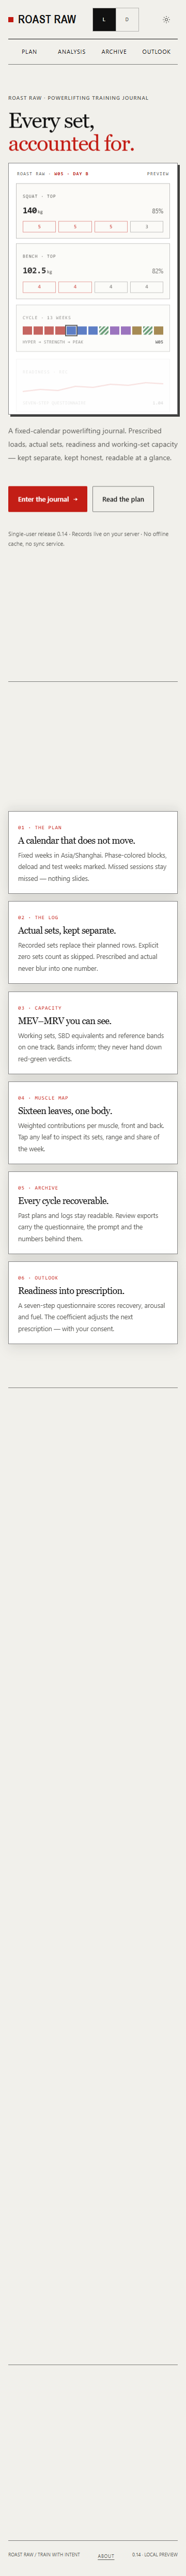 ROAST RAW
L D
PLAN ANALYSIS ARCHIVE OUTLOOK
ROAST RAW · POWERLIFTING TRAINING JOURNAL
Every set,
accounted for.
ROAST RAW · W05 · DAY B PREVIEW
SQUAT · TOP
140 kg 85%
5 5 5 3
BENCH · TOP
102.5 kg 82%
4 4 4 4
CYCLE · 13 WEEKS
HYPER → STRENGTH → PEAK W05
A fixed-calendar powerlifting journal. Prescribed
loads, actual sets, readiness and working-set capacity
— kept separate, kept honest, readable at a glance.
Enter the journal →
Read the plan
Single-user release 0.14 · Records live on your server · No offline
cache, no sync service.
01 · THE PLAN
A calendar that does not move.
Fixed weeks in Asia/Shanghai. Phase-colored blocks,
deload and test weeks marked. Missed sessions stay
missed — nothing slides.
02 · THE LOG
Actual sets, kept separate.
Recorded sets replace their planned rows. Explicit
zero sets count as skipped. Prescribed and actual
never blur into one number.
03 · CAPACITY
MEV–MRV you can see.
Working sets, SBD equivalents and reference bands
on one track. Bands inform; they never hand down
red-green verdicts.
04 · MUSCLE MAP
Sixteen leaves, one body.
Weighted contributions per muscle, front and back.
Tap any leaf to inspect its sets, range and share of
the week.
05 · ARCHIVE
Every cycle recoverable.
Past plans and logs stay readable. Review exports
carry the questionnaire, the prompt and the
numbers behind them.
06 · OUTLOOK
Readiness into prescription.
A seven-step questionnaire scores recovery, arousal
and fuel. The coefficient adjusts the next
prescription — with your consent.
ROAST RAW / TRAIN WITH INTENT ABOUT 0.14 · LOCAL PREVIEW